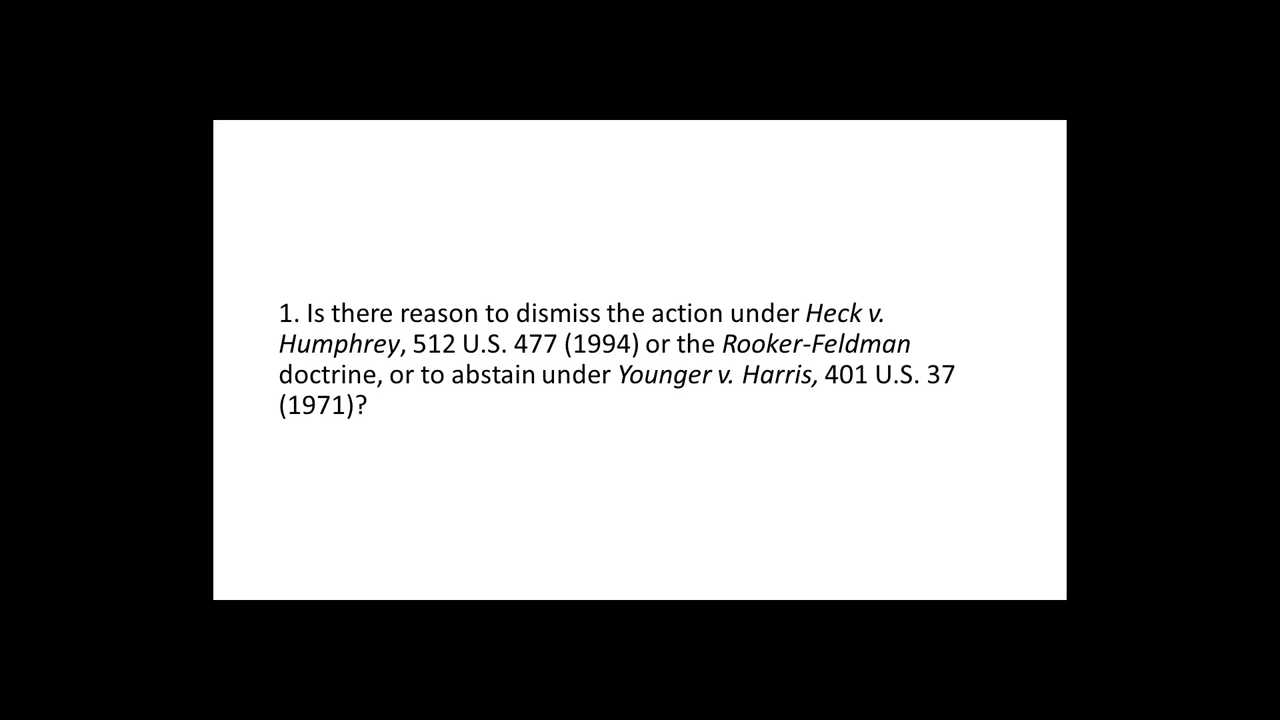 1. Is there reason to dismiss the action under Heck v.
Humphrey, 512 U.S. 477 (1994) or the Rooker-Feldman
doctrine, or to abstain under Younger v. Harris, 401 U.S. 37
(1971)?